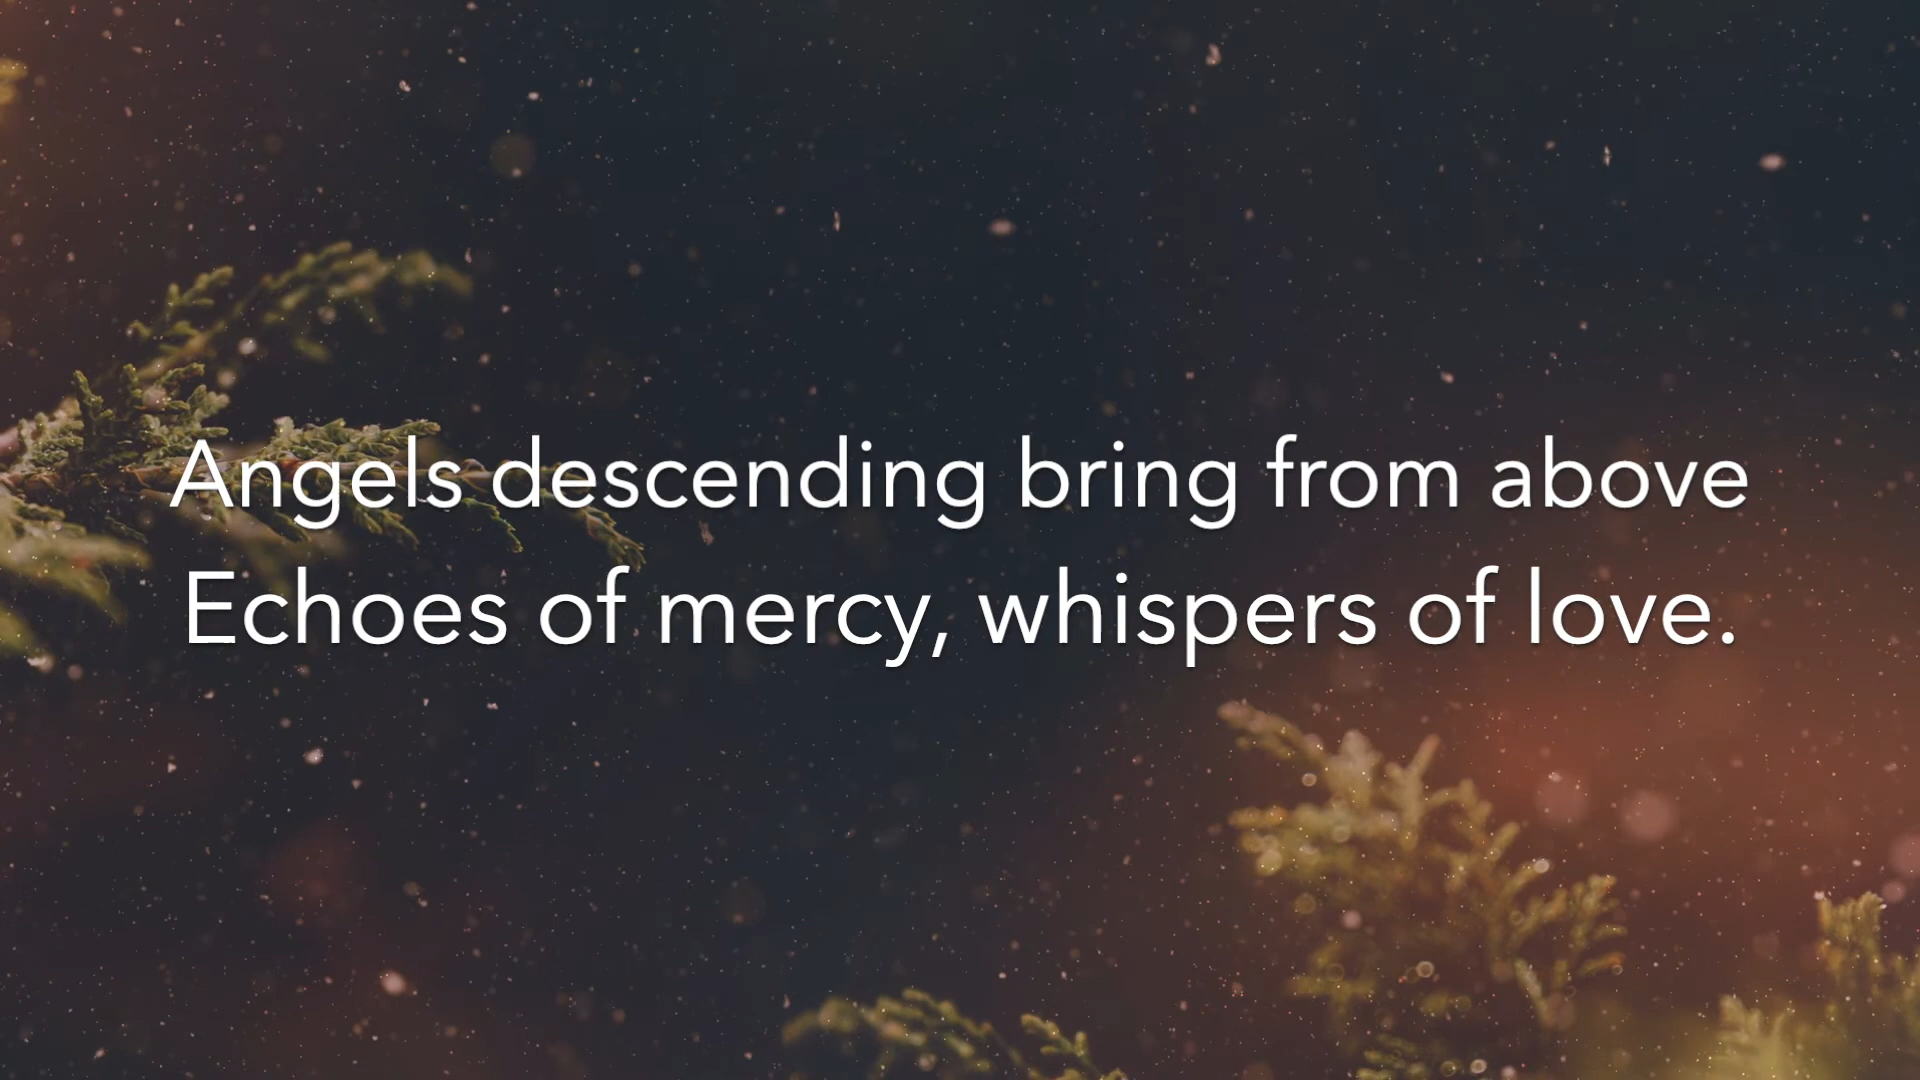 Angels descending bring from above
Echoes of mercy, whispers of love.